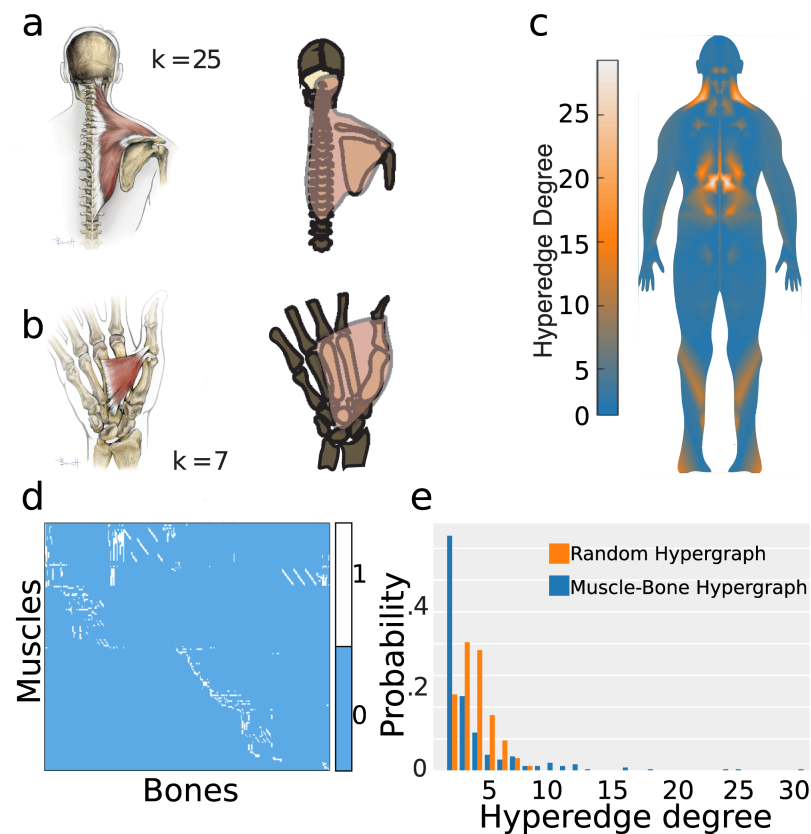 a
k = 25
b
k = 7
c
Hyperedge Degree
25
20
15
10
5
0
d
Muscles
Bones
1
0
e
Probability
.4
.2
0
Random Hypergraph
Muscle-Bone Hypergraph
5 10 15 20 25 30
Hyperedge degree